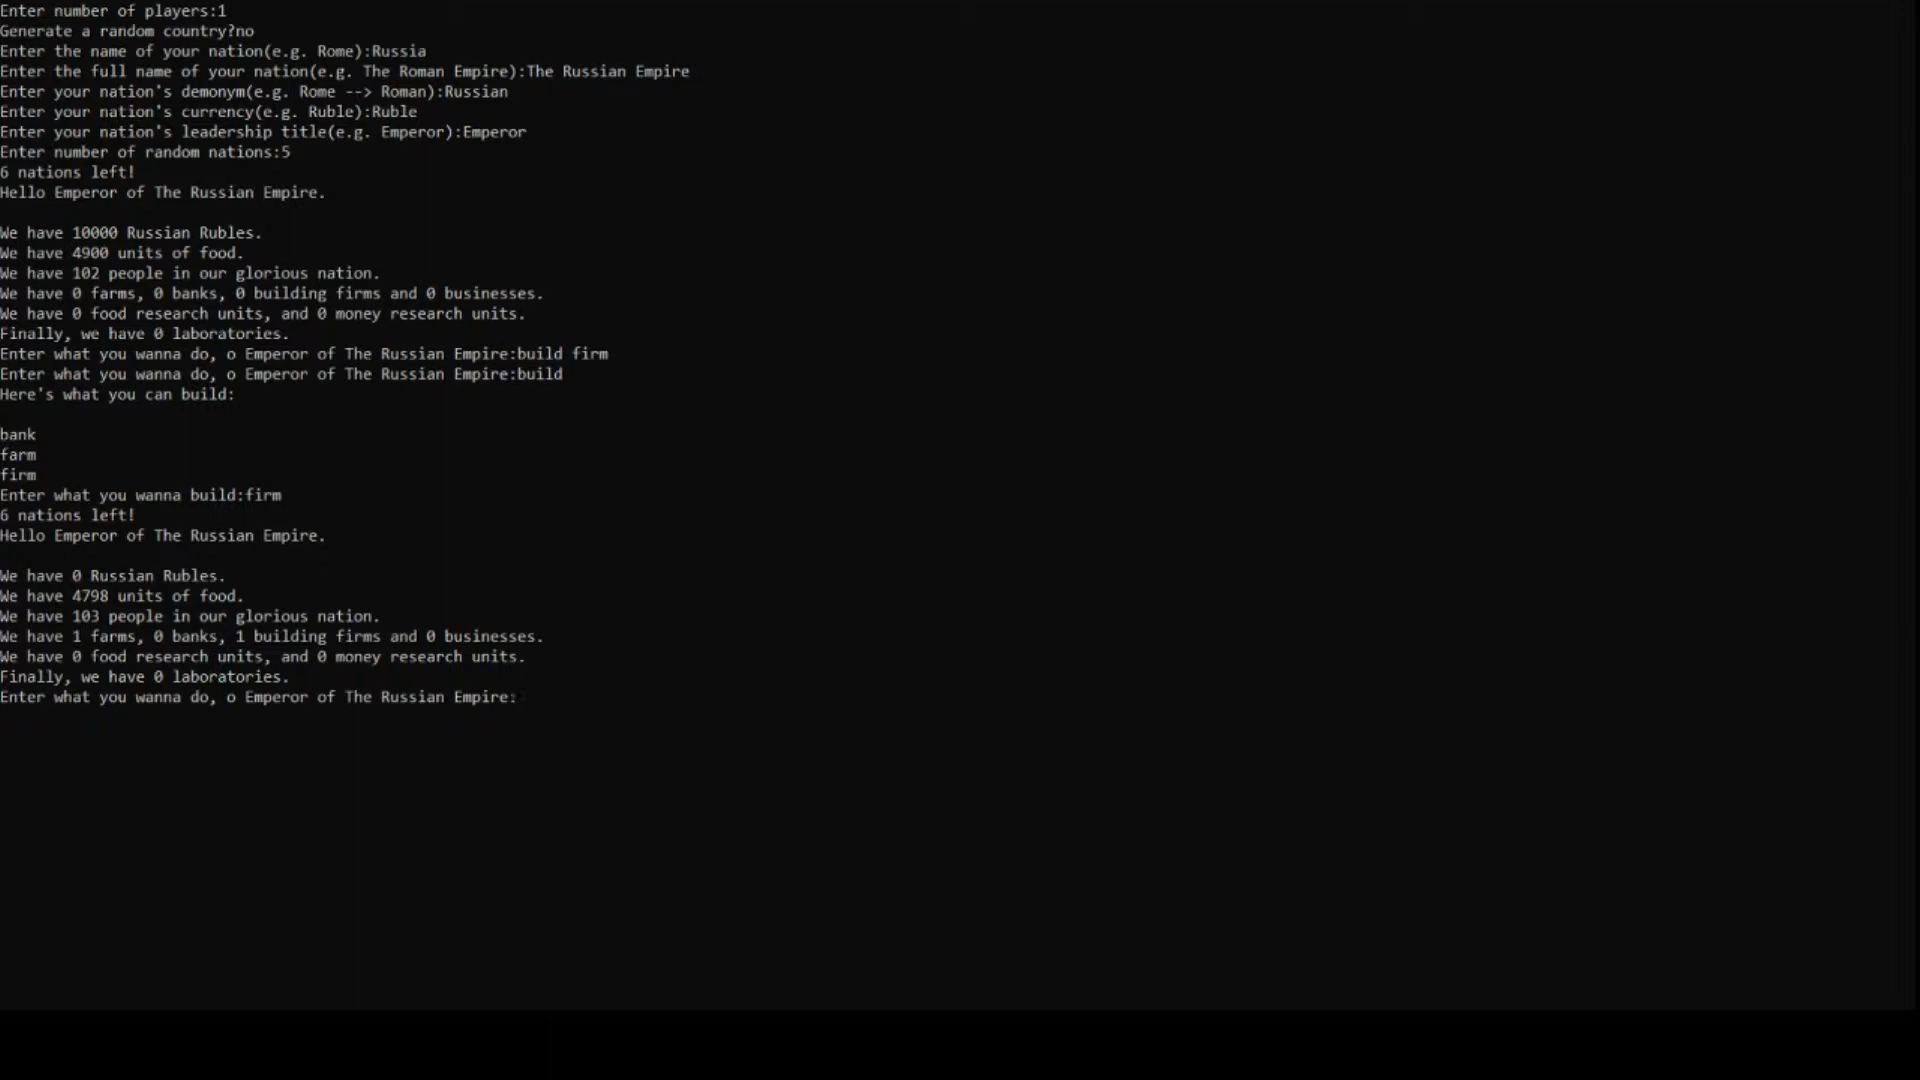 Enter number of players:1
Generate a random country?no
Enter the name of your nation(e.g. Rome):Russia
Enter the full name of your nation(e.g. The Roman Empire):The Russian Empire
Enter your nation's demonym(e.g. Rome --> Roman):Russian
Enter your nation's currency(e.g. Ruble):Ruble
Enter your nation's leadership title(e.g. Emperor):Emperor
Enter number of random nations:5
6 nations left!
Hello Emperor of The Russian Empire.
We have 10000 Russian Rubles.
We have 4900 units of food.
We have 102 people in our glorious nation.
We have 0 farms, 0 banks, 0 building firms and 0 businesses.
We have 0 food research units, and 0 money research units.
Finally, we have 0 laboratories.
Enter what you wanna do, o Emperor of The Russian Empire:build firm
Enter what you wanna do, o Emperor of The Russian Empire:build
Here's what you can build:
bank
farm
firm
Enter what you wanna build:firm
6 nations left!
Hello Emperor of The Russian Empire.
We have 0 Russian Rubles.
We have 4798 units of food.
We have 103 people in our glorious nation.
We have 1 farms, 0 banks, 1 building firms and 0 businesses.
We have 0 food research units, and 0 money research units.
Finally, we have 0 laboratories.
Enter what you wanna do, o Emperor of The Russian Empire: